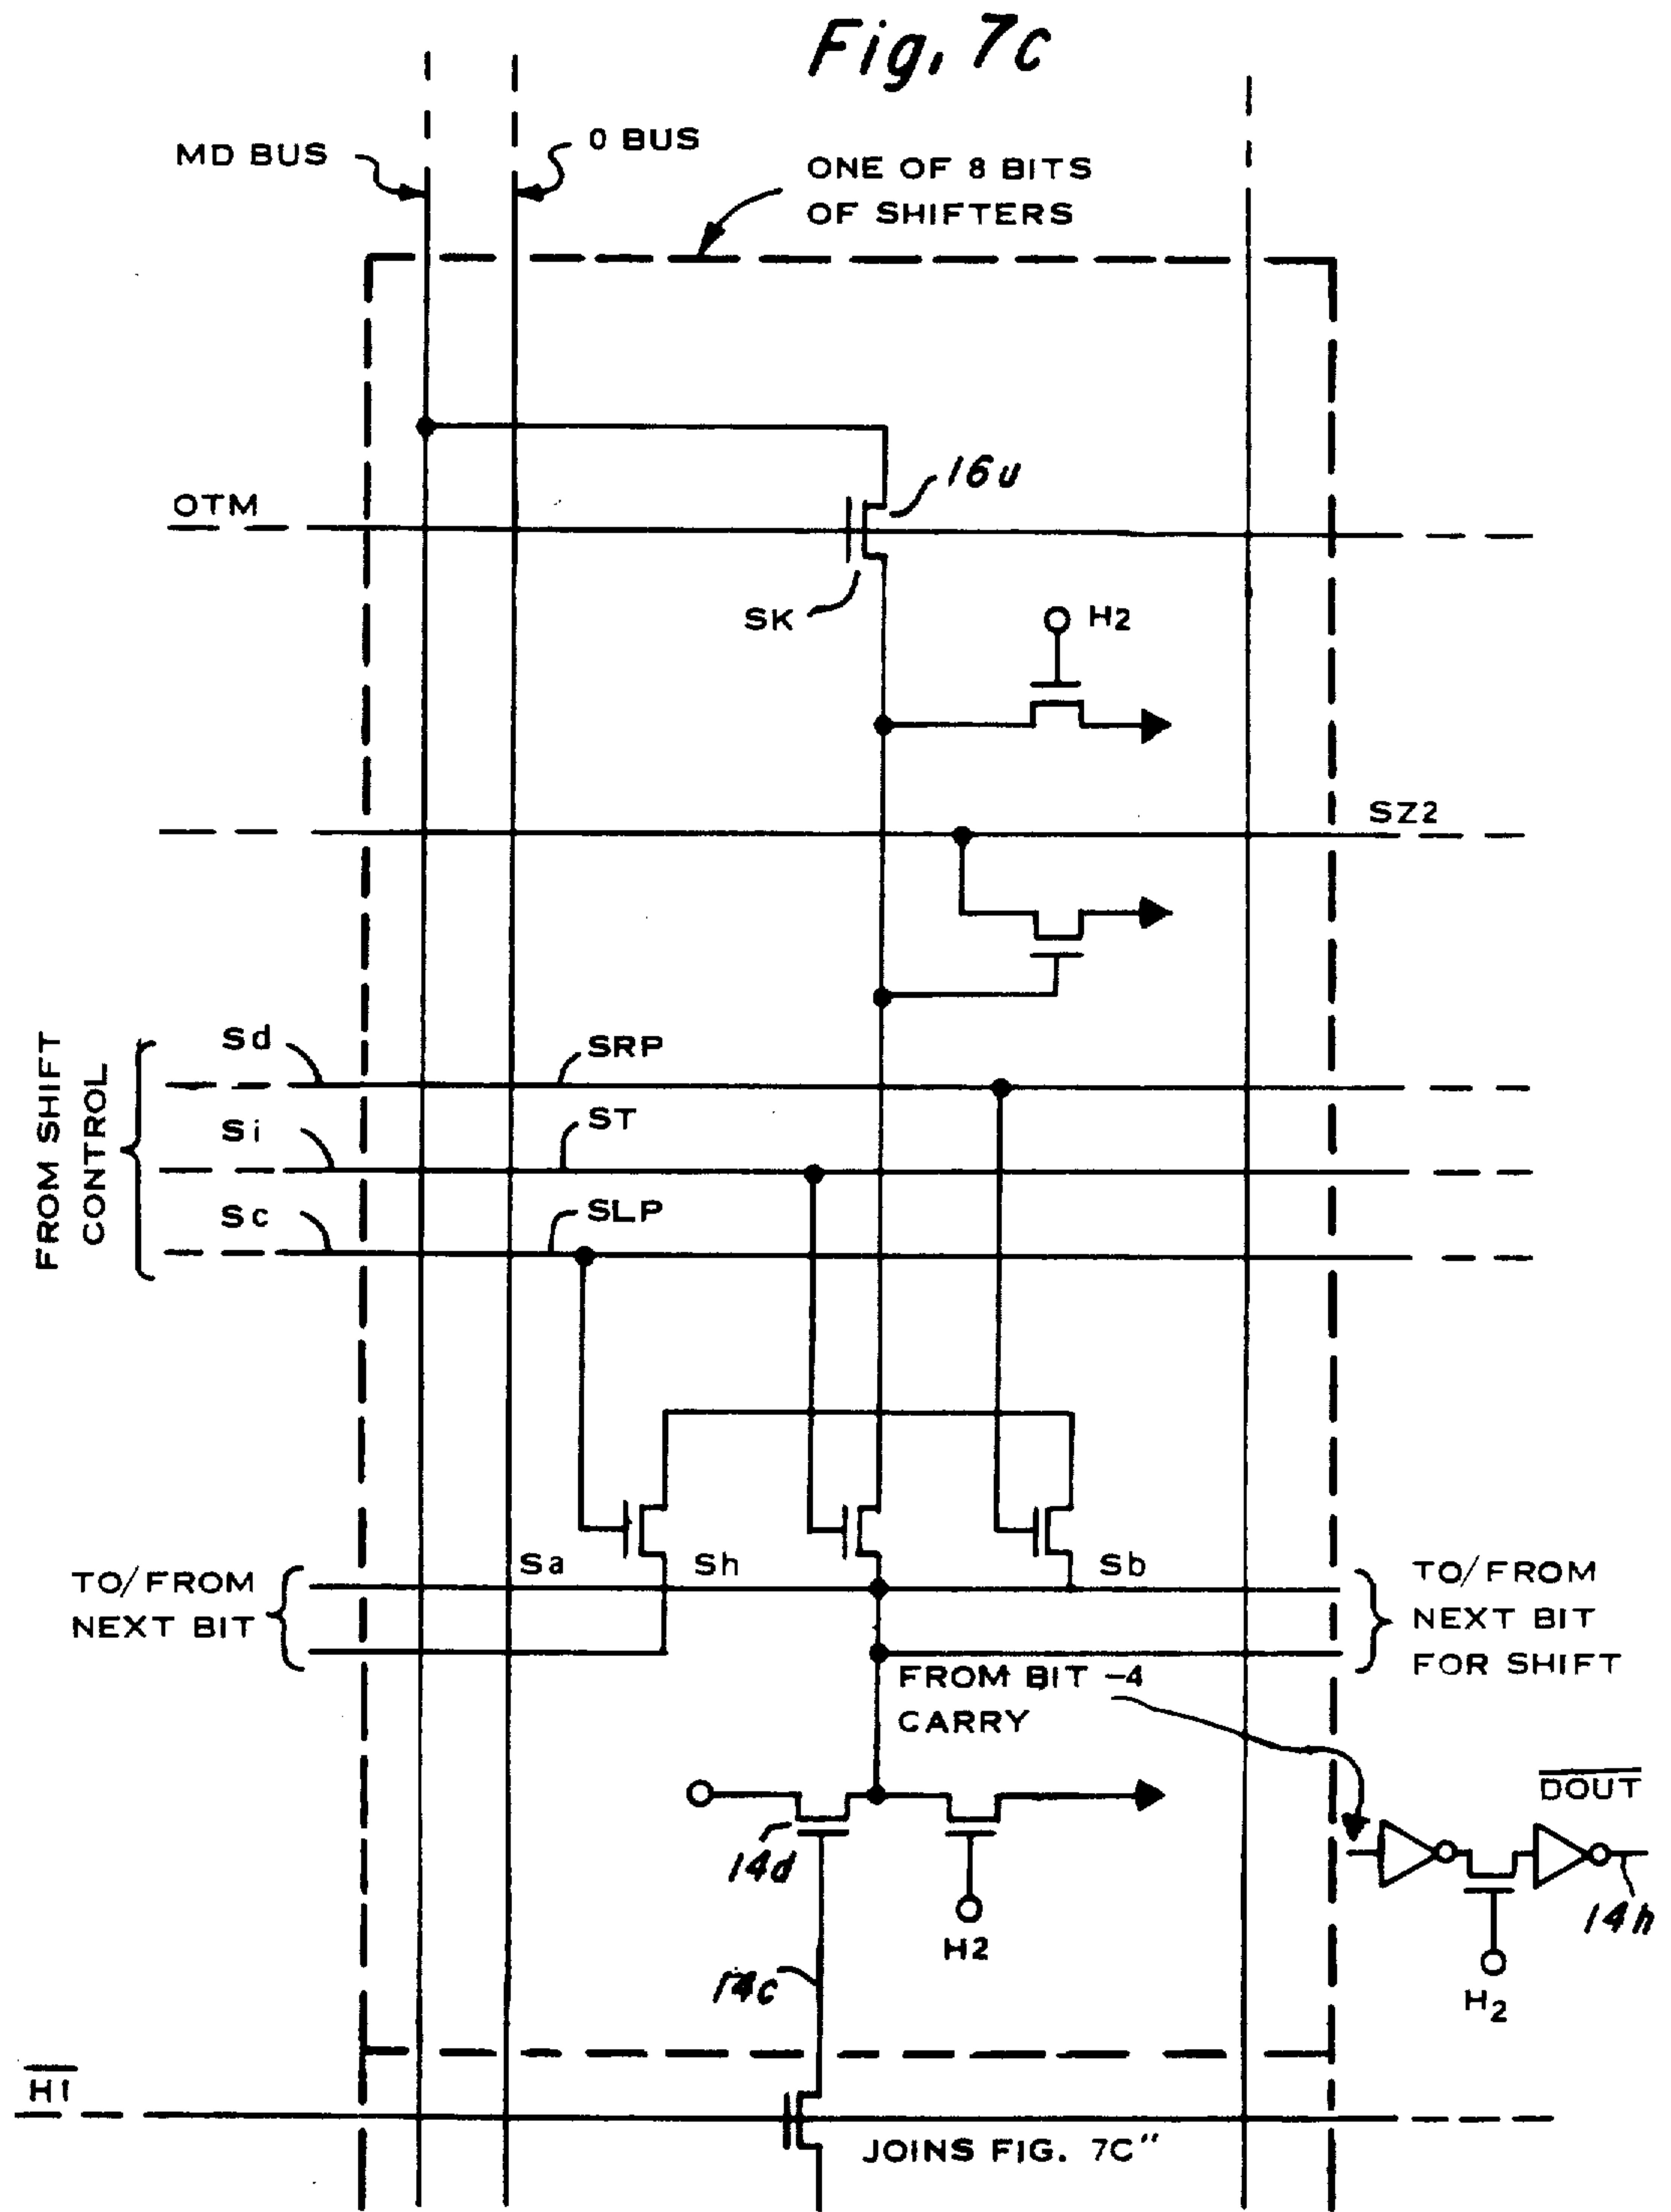 Fig. 7c
MD BUS
0 BUS
ONE OF 8 BITS
OF SHIFTERS
16u
OTM
SK
H2
SZ2
FROM SHIFT
CONTROL
Sd
SRP
Si
ST
Sc
SLP
Sa
Sh
Sb
TO/FROM
NEXT BIT
TO/FROM
NEXT BIT
FOR SHIFT
FROM BIT -4
CARRY
DOUT
14d
14h
H2
H2
14c
H1
JOINS FIG. 7C"